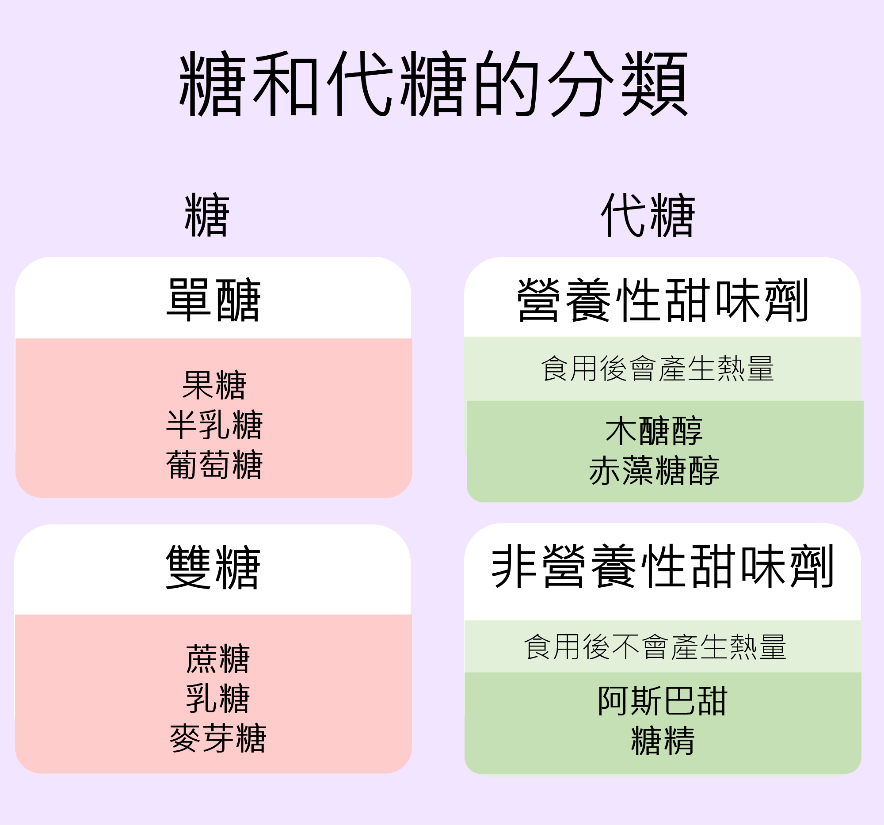 糖和代糖的分類
糖
單醣
果糖
半乳糖
葡萄糖
雙糖
蔗糖
乳糖
麥芽糖
代糖
營養性甜味劑
食用後會產生熱量
木醣醇
赤藻糖醇
非營養性甜味劑
食用後不會產生熱量
阿斯巴甜
糖精